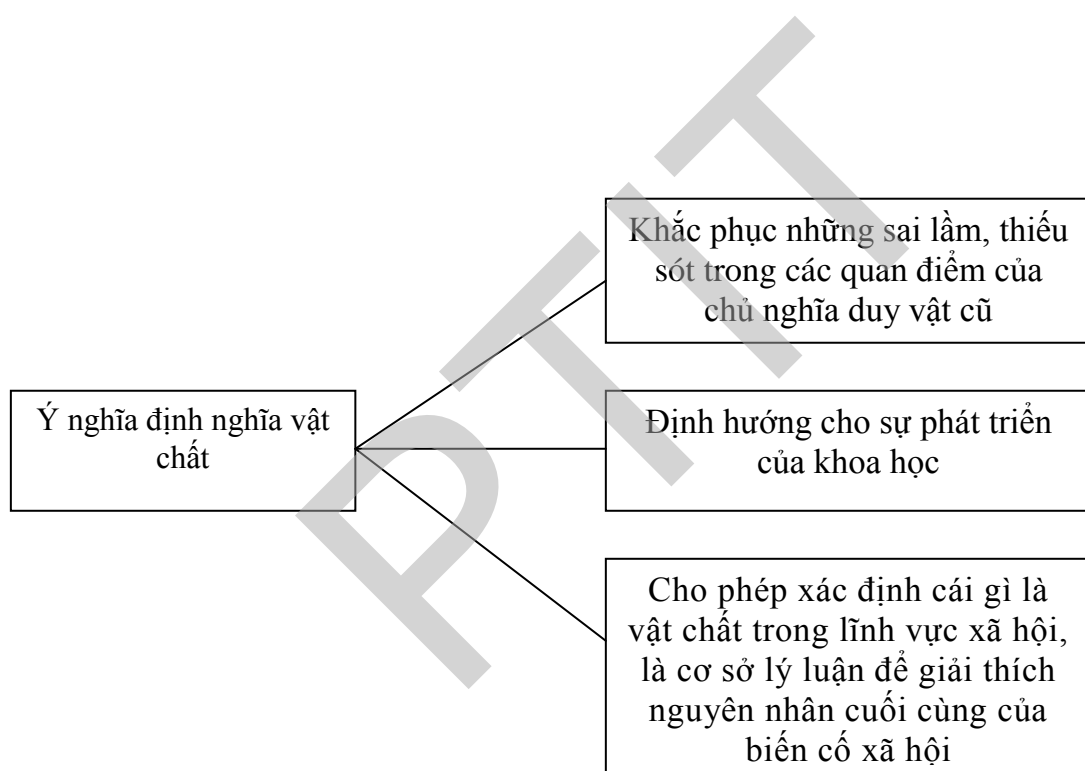 Ý nghĩa định nghĩa vật
chất
Khắc phục những sai lầm, thiếu
sót trong các quan điểm của
chủ nghĩa duy vật cũ
Định hướng cho sự phát triển
của khoa học
Cho phép xác định cái gì là
vật chất trong lĩnh vực xã hội,
là cơ sở lý luận để giải thích
nguyên nhân cuối cùng của
biến cố xã hội
PTIT